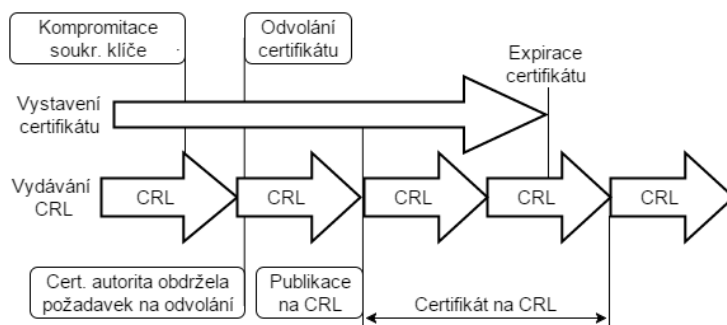 Kompromitace
soukr. klíče
Odvolání
certifikátu
Expirace
certifikátu
Vystavení
certifikátu
Vydávání
CRL
CRL
CRL
CRL
CRL
CRL
Cert. autorita obdržela
požadavek na odvolání
Publikace
na CRL
Certifikát na CRL